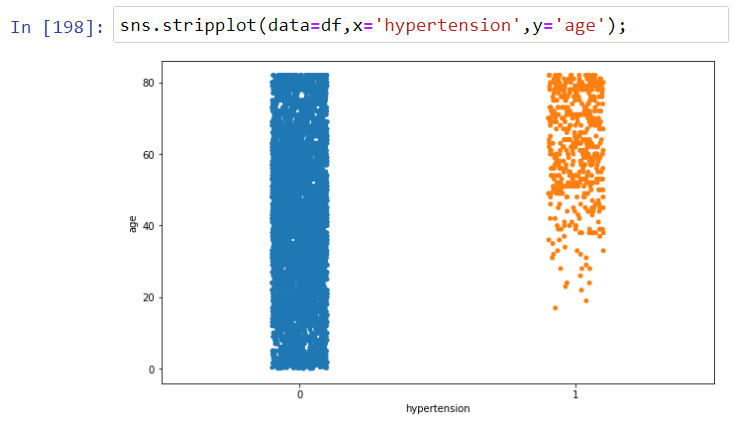 In [198]: sns.stripplot(data=df,x='hypertension',y='age');
80
60
40
20
0
age
0 1
hypertension